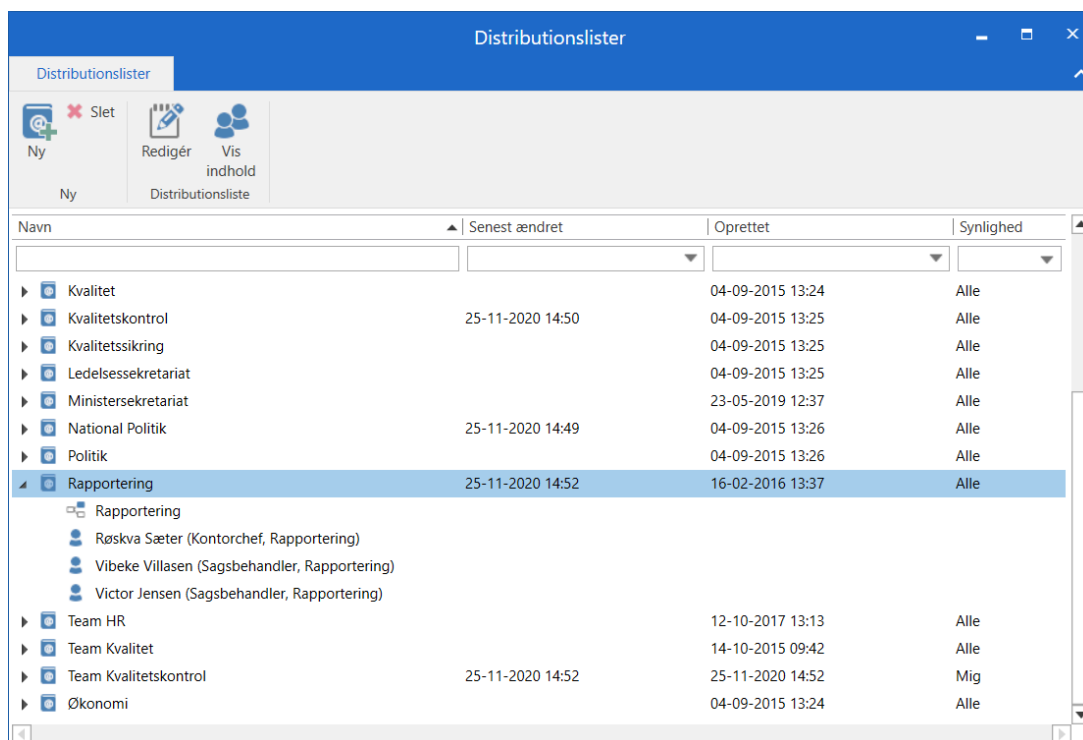 Distributionslister
Distributionslister
Slet
Ny
Redigér
Vis indhold
Ny
Distributionsliste
Navn Senest ændret Oprettet Synlighed
Kvalitet 04-09-2015 13:24 Alle
Kvalitetskontrol 25-11-2020 14:50 04-09-2015 13:25 Alle
Kvalitetssikring 04-09-2015 13:25 Alle
Ledelsessekretariat 04-09-2015 13:25 Alle
Ministersekretariat 23-05-2019 12:37 Alle
National Politik 25-11-2020 14:49 04-09-2015 13:26 Alle
Politik 04-09-2015 13:26 Alle
Rapportering 25-11-2020 14:52 16-02-2016 13:37 Alle
Rapportering
Røskva Sæter (Kontorchef, Rapportering)
Vibeke Villasen (Sagsbehandler, Rapportering)
Victor Jensen (Sagsbehandler, Rapportering)
Team HR 12-10-2017 13:13 Alle
Team Kvalitet 14-10-2015 09:42 Alle
Team Kvalitetskontrol 25-11-2020 14:52 25-11-2020 14:52 Mig
Økonomi 04-09-2015 13:24 Alle